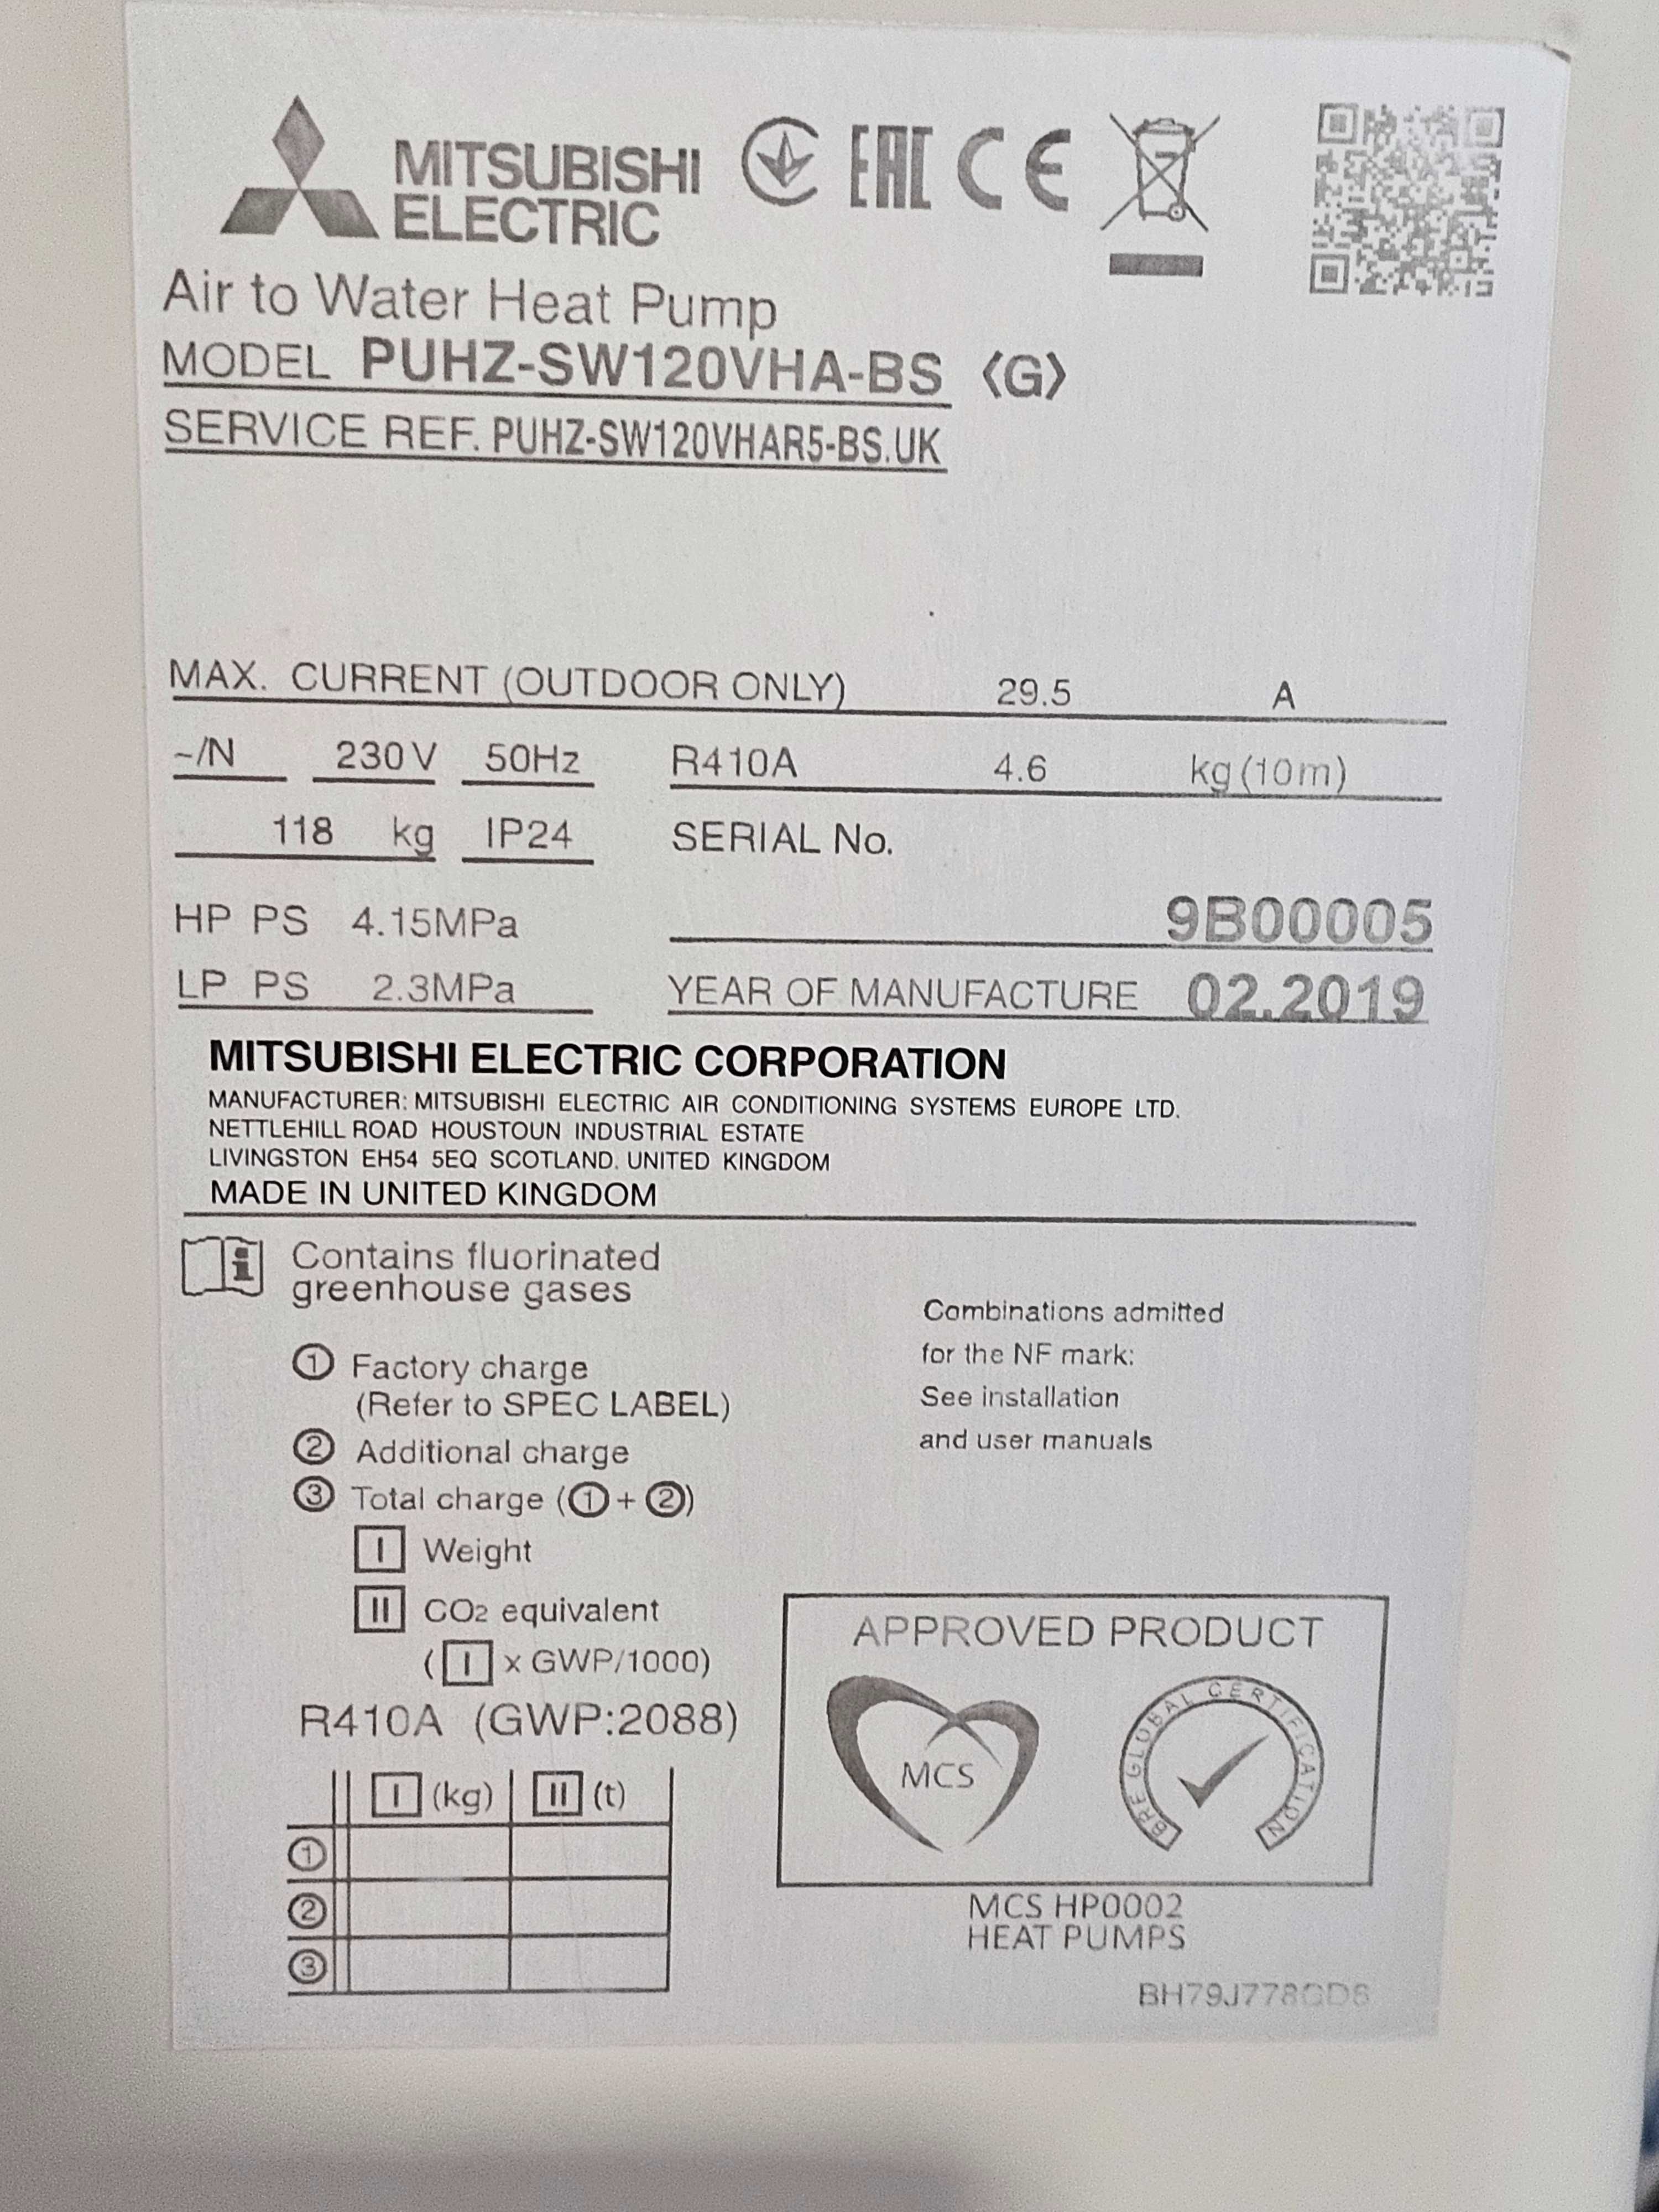 MITSUBISHI
ELECTRIC
EAC CE
Air to Water Heat Pump
MODEL PUHZ-SW120VHA-BS 〈G〉
SERVICE REF. PUHZ-SW120VHAR5-BS.UK
MAX. CURRENT (OUTDOOR ONLY) 29.5 A
~/N 230V 50Hz R410A 4.6 kg(10m)
118 kg IP24 SERIAL No.
HP PS 4.15MPa 9B00005
LP PS 2.3MPa YEAR OF MANUFACTURE 02.2019
MITSUBISHI ELECTRIC CORPORATION
MANUFACTURER: MITSUBISHI ELECTRIC AIR CONDITIONING SYSTEMS EUROPE LTD.
NETTLEHILL ROAD HOUSTOUN INDUSTRIAL ESTATE
LIVINGSTON EH54 5EQ SCOTLAND. UNITED KINGDOM
MADE IN UNITED KINGDOM
i Contains fluorinated
greenhouse gases
① Factory charge
(Refer to SPEC LABEL)
② Additional charge
③ Total charge (①+②)
I Weight
II CO2 equivalent
(I x GWP/1000)
R410A (GWP:2088)
I (kg) II (t)
①
②
③
Combinations admitted
for the NF mark:
See installation
and user manuals
APPROVED PRODUCT
MCS
BRE GLOBAL CERTIFICATION
MCS HP0002
HEAT PUMPS